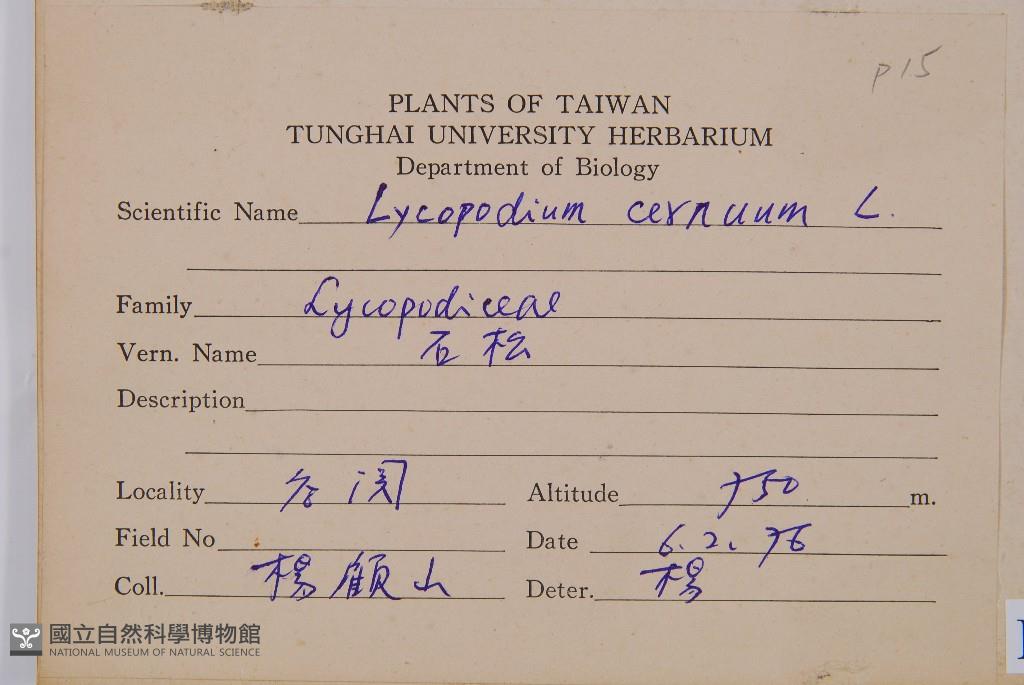 P 15
PLANTS OF TAIWAN
TUNGHAI UNIVERSITY HERBARIUM
Department of Biology
Scientific Name Lycopodium cernuum L.
Family Lycopodiceae
Vern. Name 石松
Description
Locality 谷関 Altitude 750 m.
Field No Date 6. 2. 76
Coll. 楊顧山 Deter. 楊
國立自然科學博物館
NATIONAL MUSEUM OF NATURAL SCIENCE